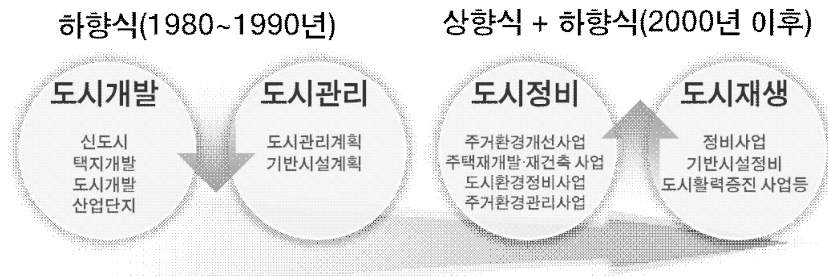 하향식(1980~1990년)
상향식 + 하향식(2000년 이후)
도시개발
신도시
택지개발
도시개발
산업단지
도시관리
도시관리계획
기반시설계획
도시정비
주거환경개선사업
주택재개발·재건축 사업
도시환경정비사업
주거환경관리사업
도시재생
정비사업
기반시설정비
도시활력증진 사업등